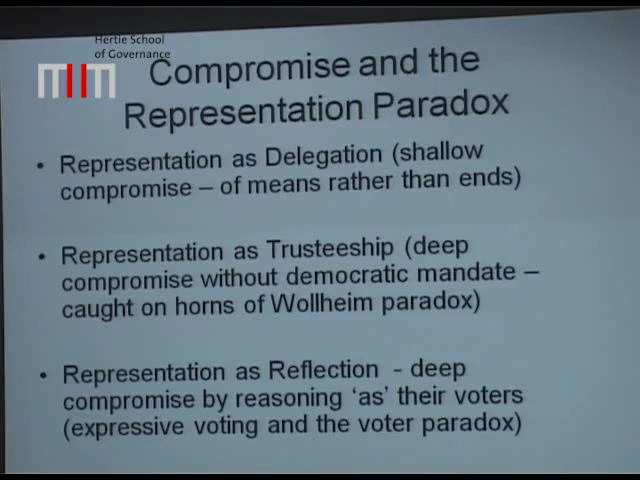 Hertie School
of Governance
Compromise and the
Representation Paradox
• Representation as Delegation (shallow
compromise – of means rather than ends)
• Representation as Trusteeship (deep
compromise without democratic mandate –
caught on horns of Wollheim paradox)
• Representation as Reflection - deep
compromise by reasoning ‘as’ their voters
(expressive voting and the voter paradox)